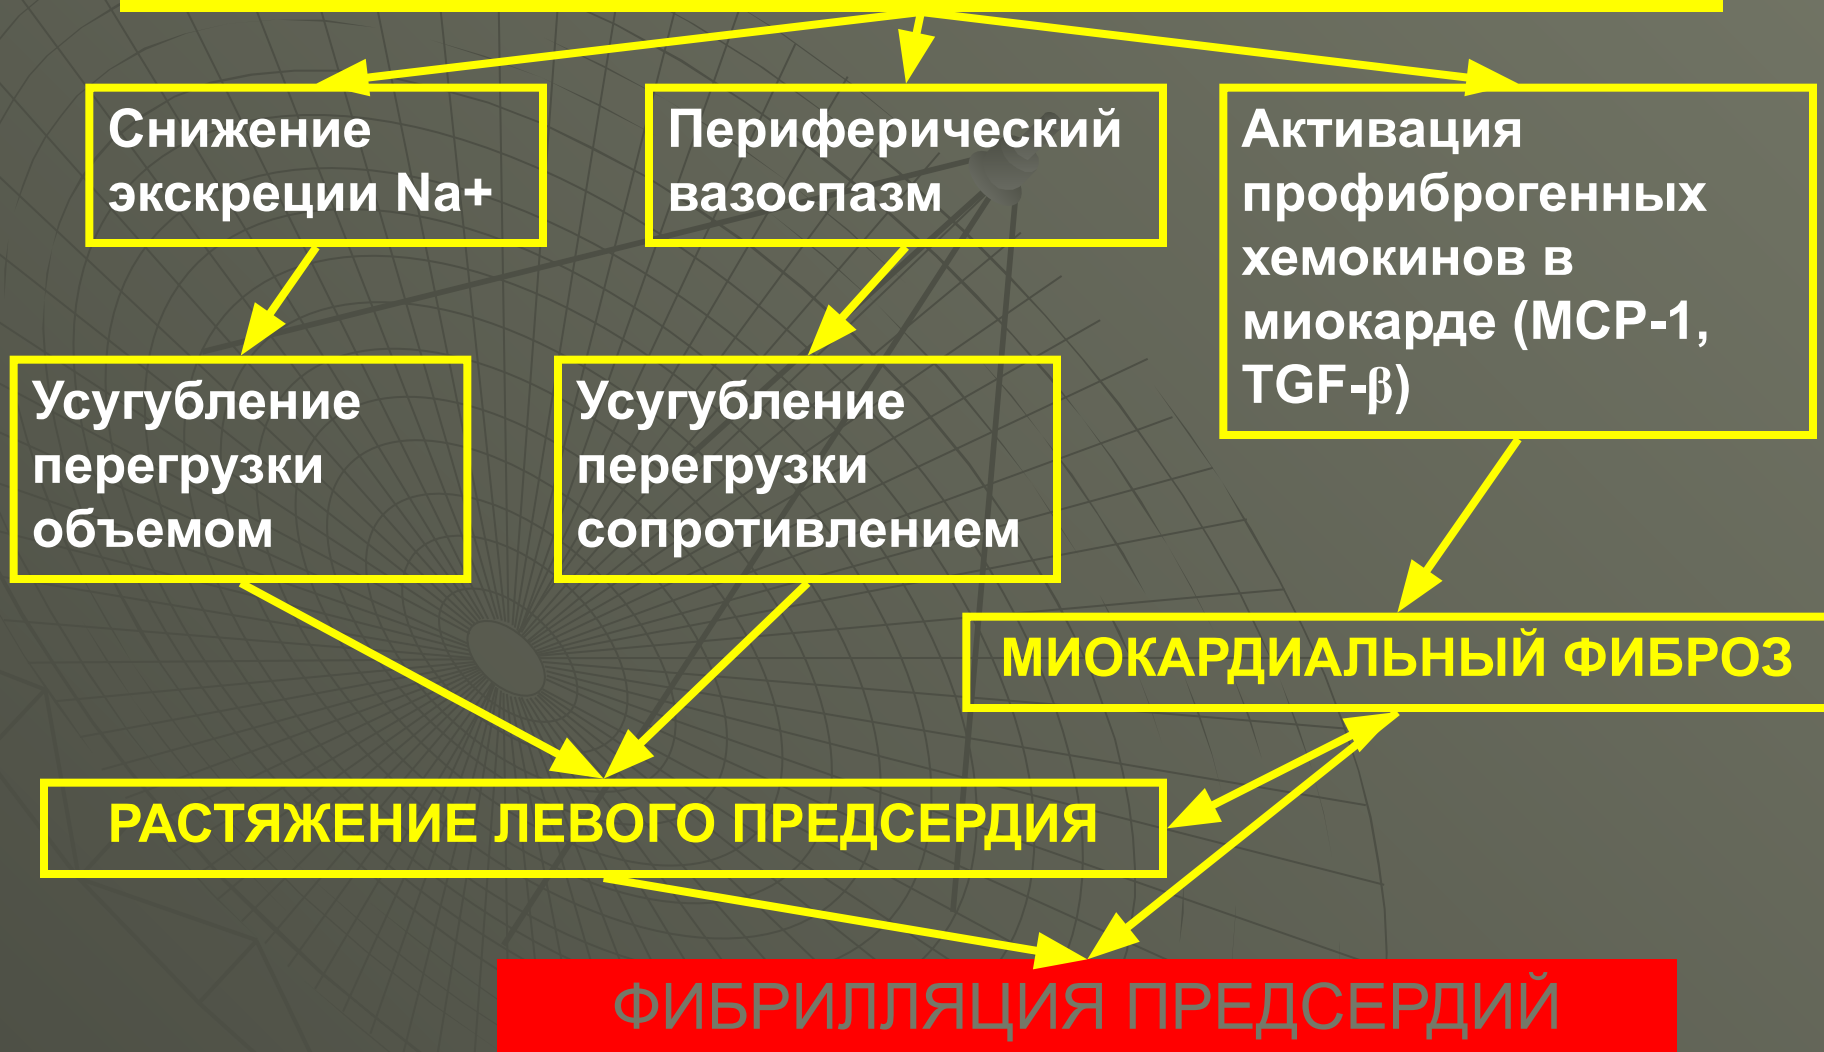 Снижение
экскреции Na+
Периферический
вазоспазм
Активация
профиброгенных
хемокинов в
миокарде (MCP-1,
TGF-β)
Усугубление
перегрузки
объемом
Усугубление
перегрузки
сопротивлением
МИОКАРДИАЛЬНЫЙ ФИБРОЗ
РАСТЯЖЕНИЕ ЛЕВОГО ПРЕДСЕРДИЯ
ФИБРИЛЛЯЦИЯ ПРЕДСЕРДИЙ